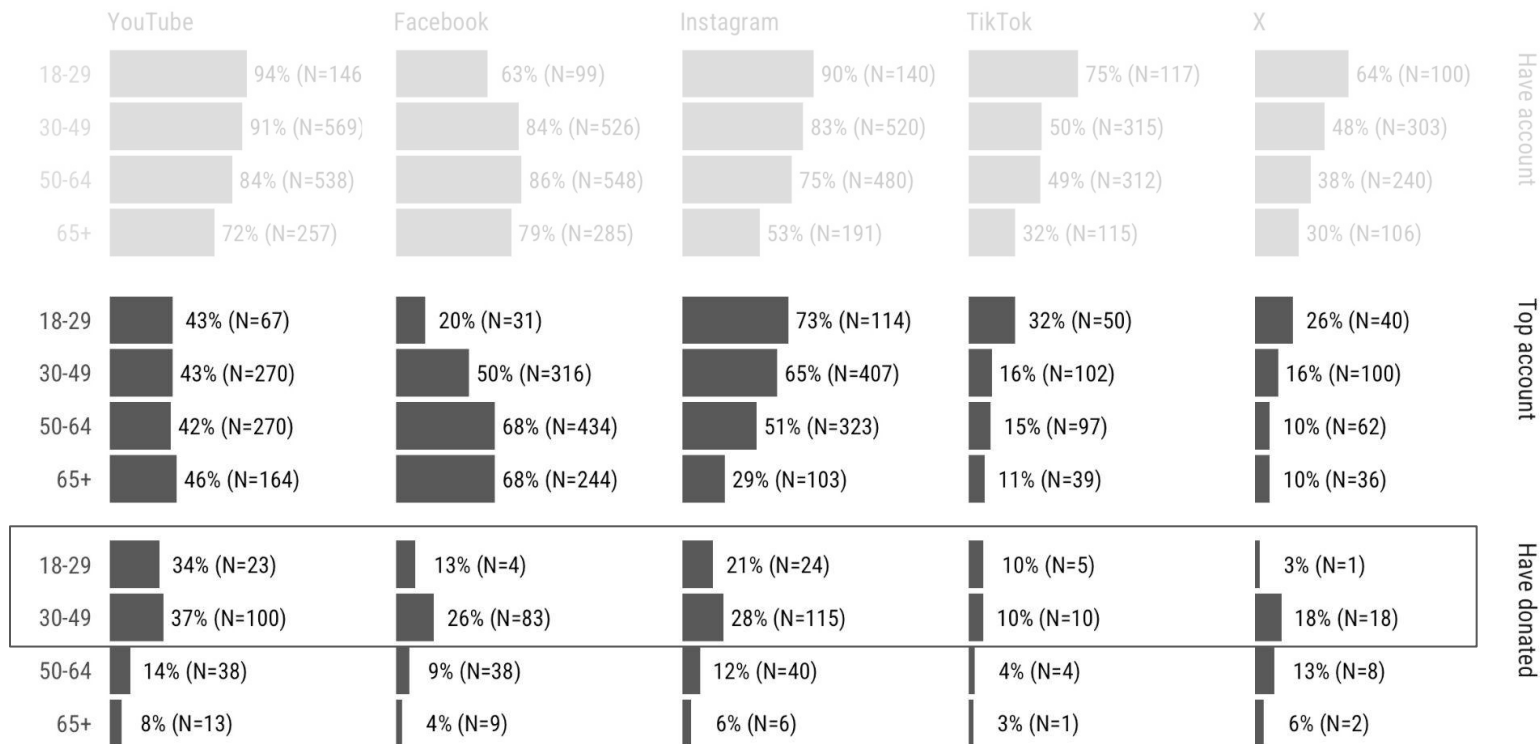 YouTube Facebook Instagram TikTok X
18-29 94% (N=146 63% (N=99) 90% (N=140) 75% (N=117) 64% (N=100)
30-49 91% (N=569) 84% (N=526) 83% (N=520) 50% (N=315) 48% (N=303)
50-64 84% (N=538) 86% (N=548) 75% (N=480) 49% (N=312) 38% (N=240)
65+ 72% (N=257) 79% (N=285) 53% (N=191) 32% (N=115) 30% (N=106)
Have account
18-29 43% (N=67) 20% (N=31) 73% (N=114) 32% (N=50) 26% (N=40)
30-49 43% (N=270) 50% (N=316) 65% (N=407) 16% (N=102) 16% (N=100)
50-64 42% (N=270) 68% (N=434) 51% (N=323) 15% (N=97) 10% (N=62)
65+ 46% (N=164) 68% (N=244) 29% (N=103) 11% (N=39) 10% (N=36)
Top account
18-29 34% (N=23) 13% (N=4) 21% (N=24) 10% (N=5) 3% (N=1)
30-49 37% (N=100) 26% (N=83) 28% (N=115) 10% (N=10) 18% (N=18)
50-64 14% (N=38) 9% (N=38) 12% (N=40) 4% (N=4) 13% (N=8)
65+ 8% (N=13) 4% (N=9) 6% (N=6) 3% (N=1) 6% (N=2)
Have donated